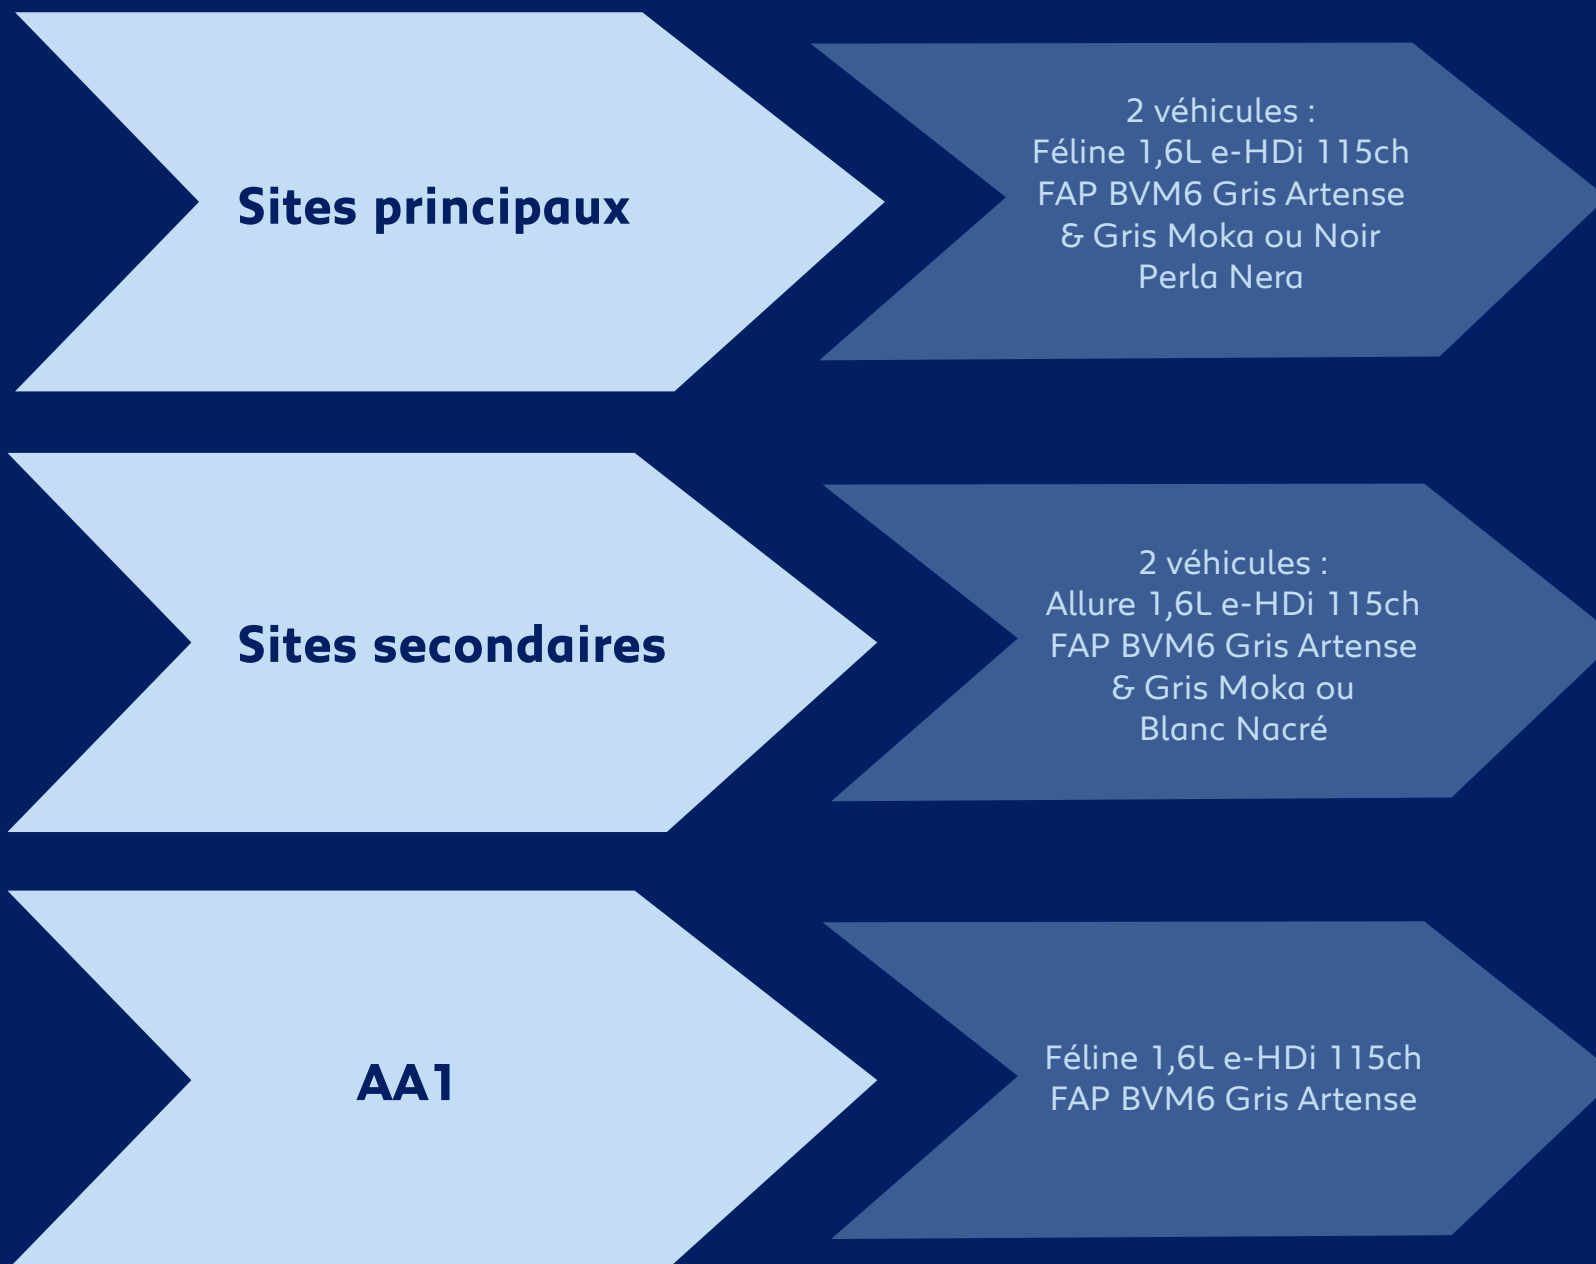 Sites principaux
2 véhicules :
Féline 1,6L e-HDi 115ch
FAP BVM6 Gris Artense
& Gris Moka ou Noir
Perla Nera
Sites secondaires
2 véhicules :
Allure 1,6L e-HDi 115ch
FAP BVM6 Gris Artense
& Gris Moka ou
Blanc Nacré
AA1
Féline 1,6L e-HDi 115ch
FAP BVM6 Gris Artense